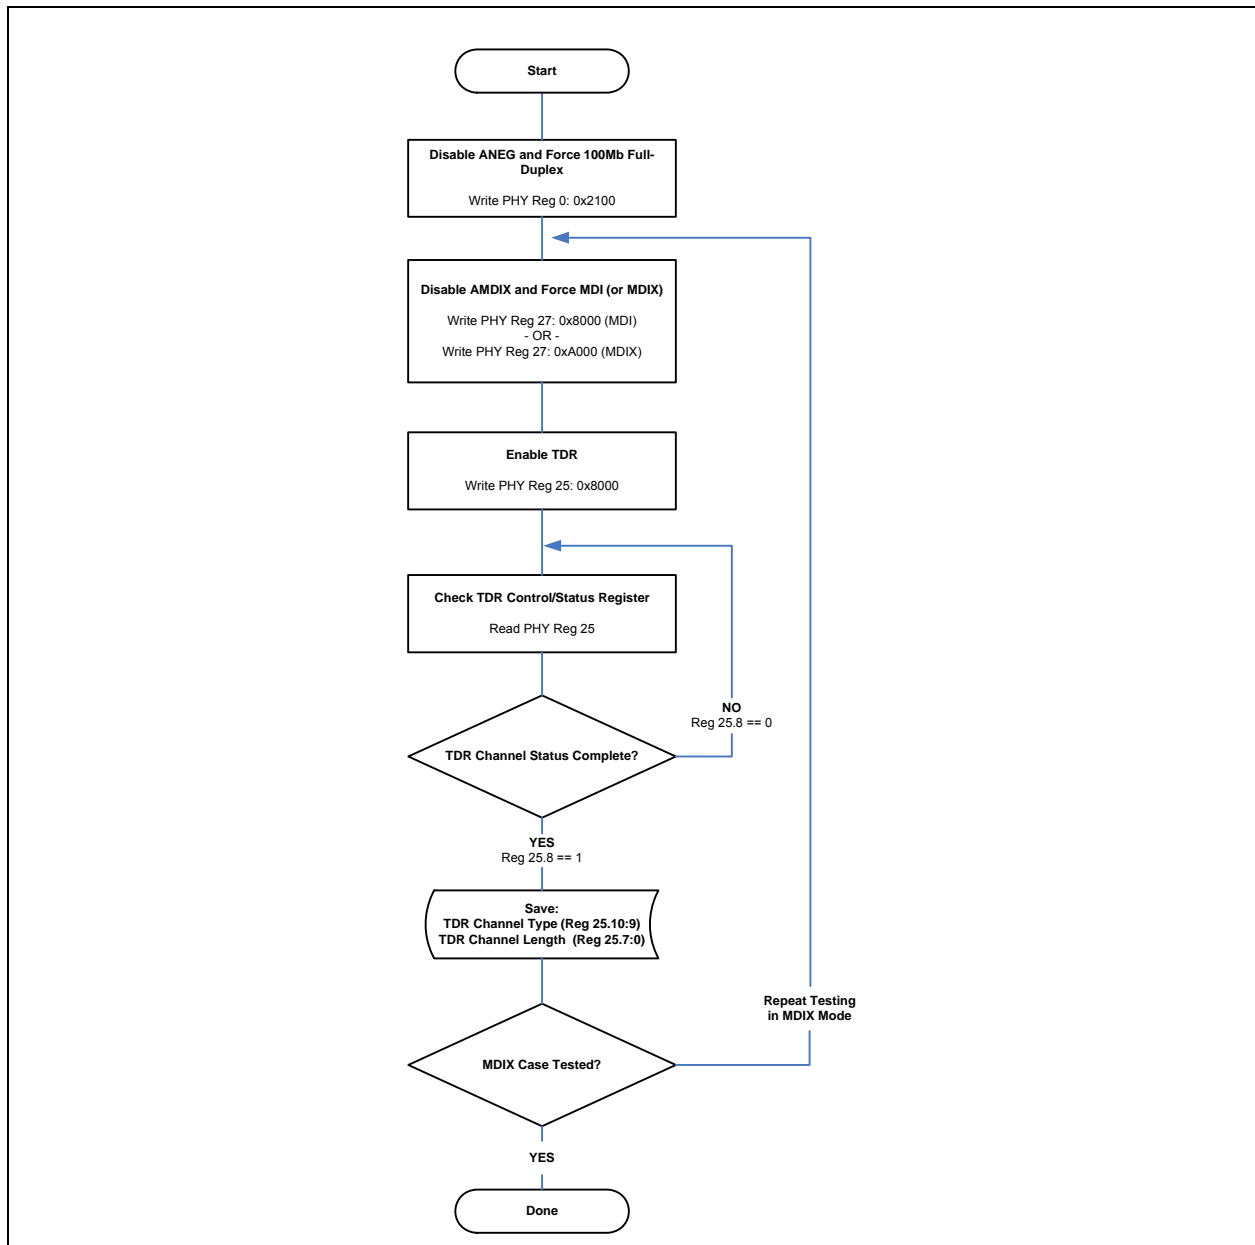 Start
Disable ANEG and Force 100Mb Full-
Duplex
Write PHY Reg 0: 0x2100
Disable AMDIX and Force MDI (or MDIX)
Write PHY Reg 27: 0x8000 (MDI)
- OR -
Write PHY Reg 27: 0xA000 (MDIX)
Enable TDR
Write PHY Reg 25: 0x8000
Check TDR Control/Status Register
Read PHY Reg 25
NO
Reg 25.8 == 0
TDR Channel Status Complete?
YES
Reg 25.8 == 1
Save:
TDR Channel Type (Reg 25.10:9)
TDR Channel Length (Reg 25.7:0)
Repeat Testing
in MDIX Mode
MDIX Case Tested?
YES
Done